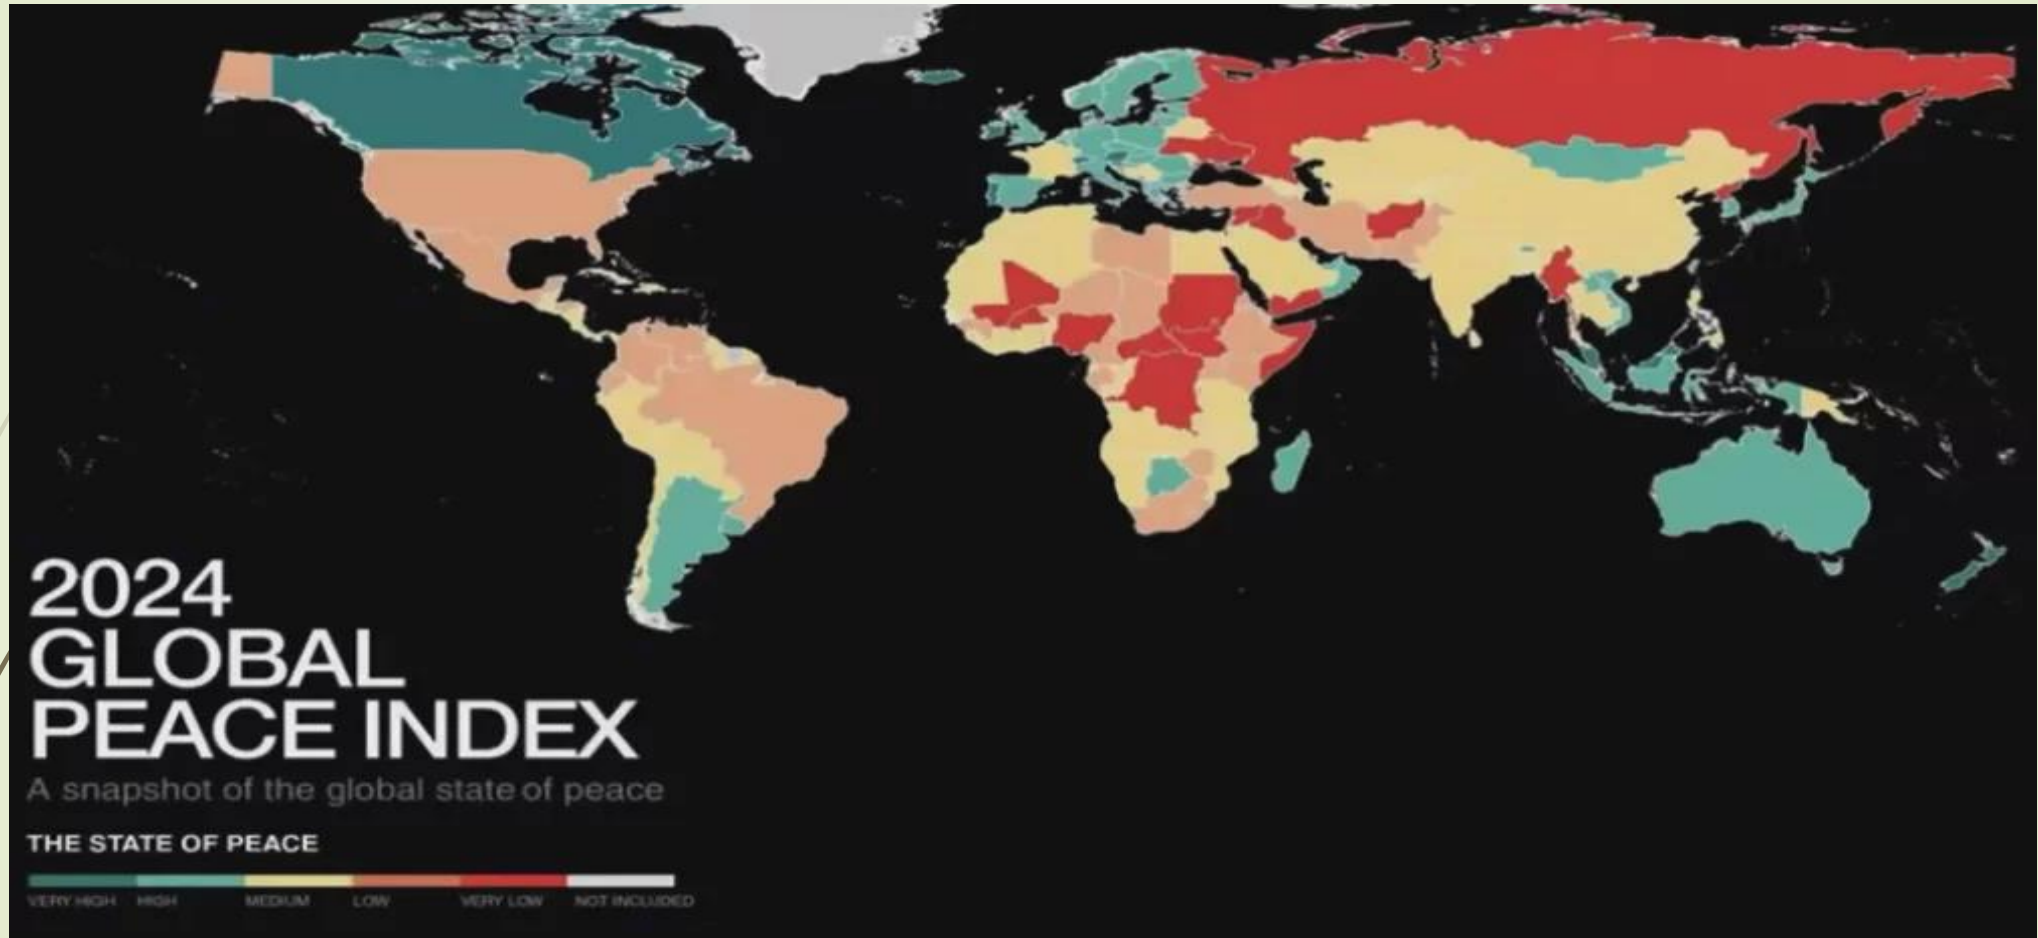 2024
GLOBAL
PEACE INDEX
A snapshot of the global state of peace
THE STATE OF PEACE
VERY HIGH HIGH MEDIUM LOW VERY LOW NOT INCLUDED